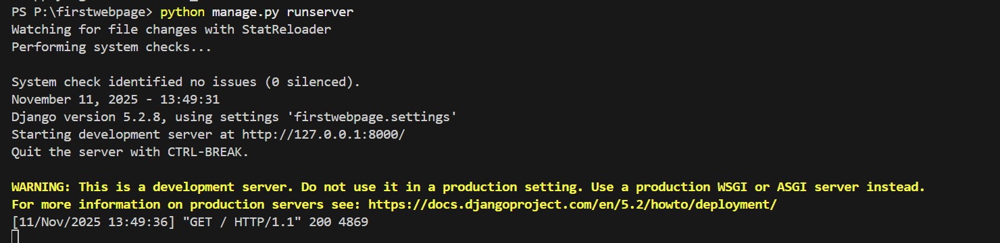 PS P:\firstwebpage> python manage.py runserver
Watching for file changes with StatReloader
Performing system checks...
System check identified no issues (0 silenced).
November 11, 2025 - 13:49:31
Django version 5.2.8, using settings 'firstwebpage.settings'
Starting development server at http://127.0.0.1:8000/
Quit the server with CTRL-BREAK.
WARNING: This is a development server. Do not use it in a production setting. Use a production WSGI or ASGI server instead.
For more information on production servers see: https://docs.djangoproject.com/en/5.2/howto/deployment/
[11/Nov/2025 13:49:36] "GET / HTTP/1.1" 200 4869